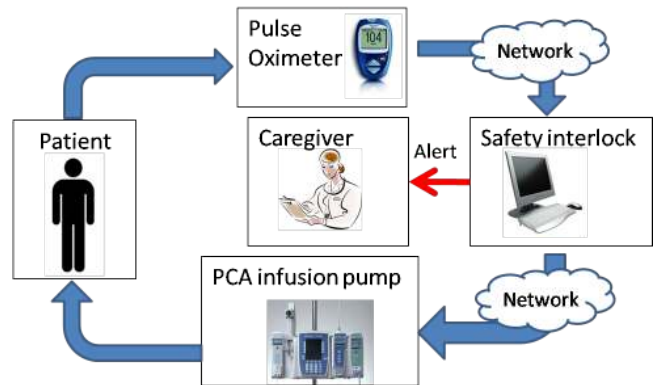 Pulse
Oximeter
104
Network
Patient
Caregiver
Alert
Safety interlock
PCA infusion pump
Network